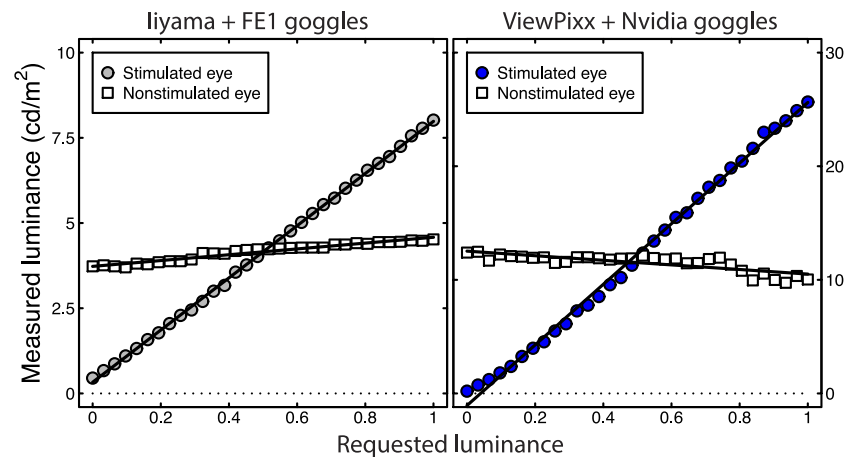 Iiyama + FE1 goggles
ViewPixx + Nvidia goggles
Measured luminance (cd/m²)
10
7.5
5
2.5
0
Stimulated eye
Nonstimulated eye
0
0.2
0.4
0.6
0.8
1
Stimulated eye
Nonstimulated eye
0
0.2
0.4
0.6
0.8
1
30
20
10
0
Requested luminance